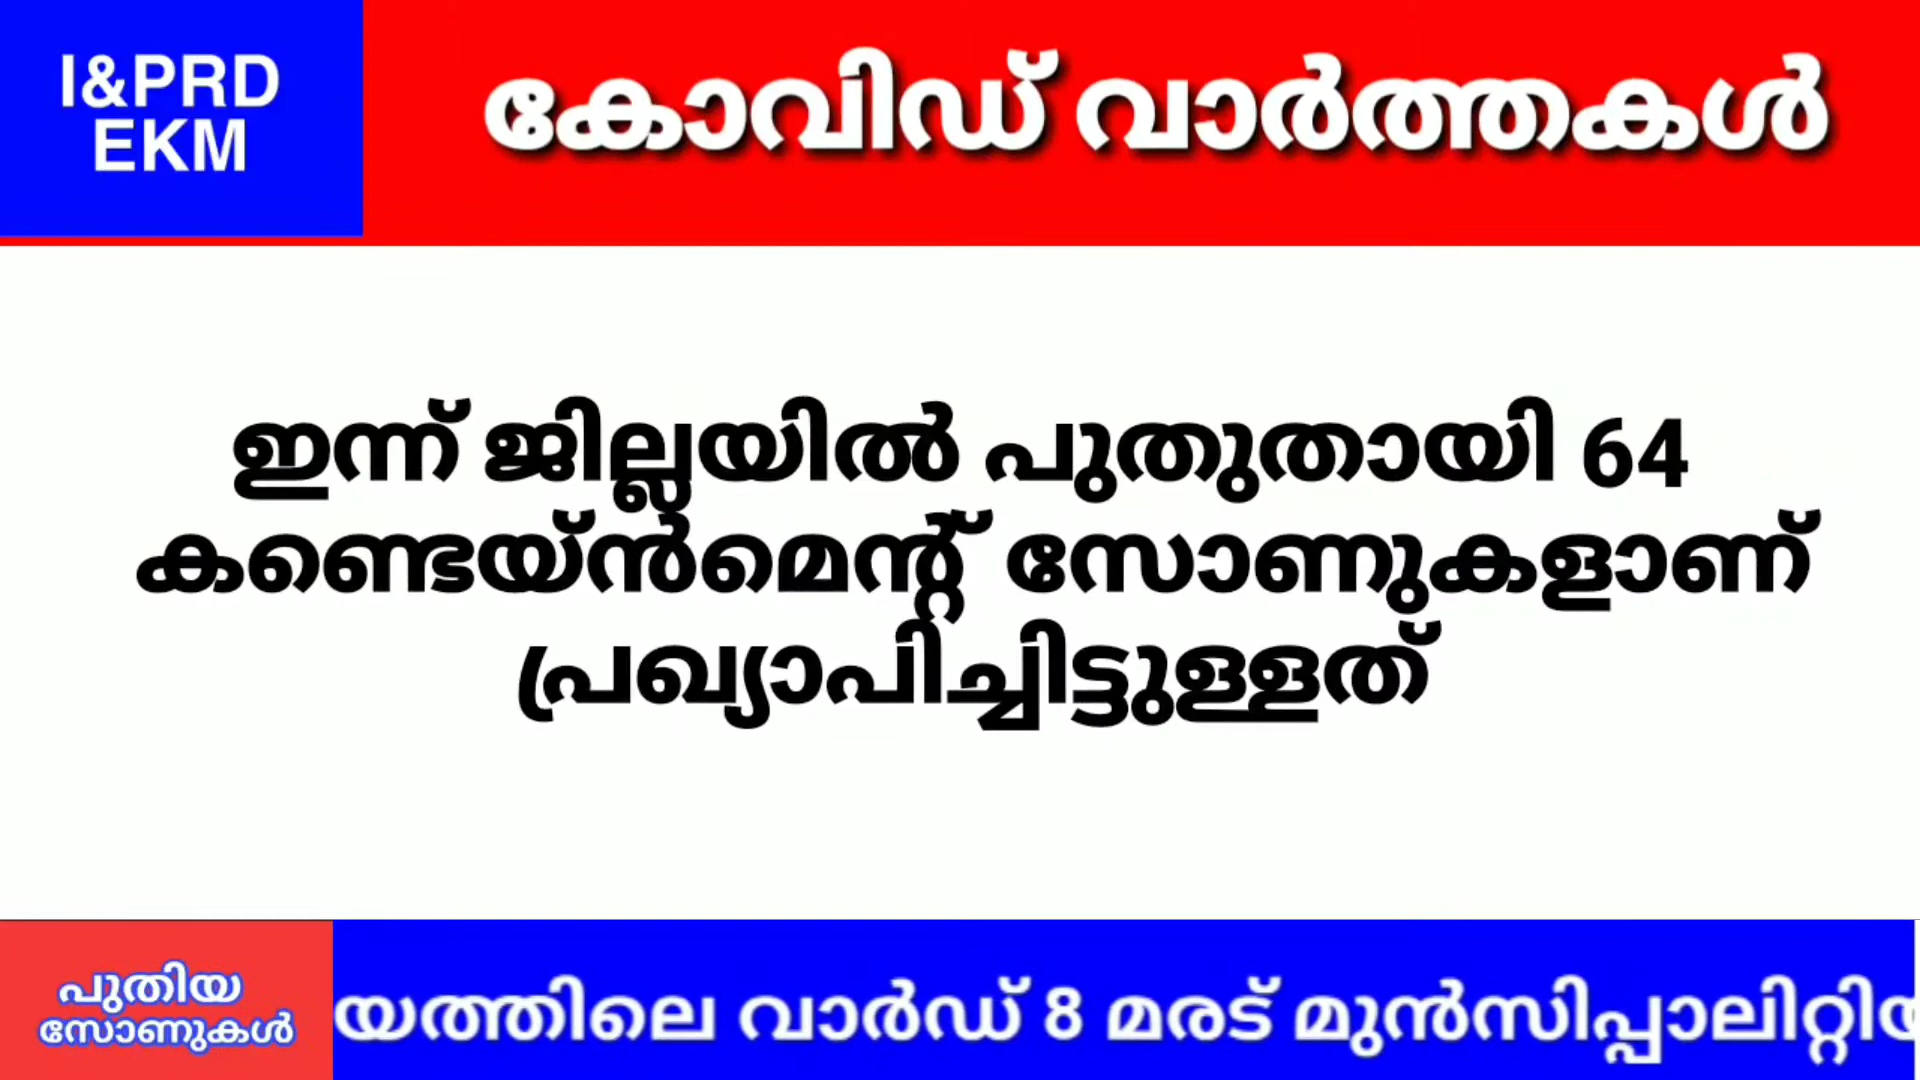 I&PRD
EKM
കോവിഡ് വാർത്തകൾ
ഇന്ന് ജില്ലയിൽ പുതുതായി 64
കണ്ടെയ്ൻമെന്റ് സോണുകളാണ്
പ്രഖ്യാപിച്ചിട്ടുള്ളത്
പുതിയ
സോണുകൾ
യത്തിലെ വാർഡ് 8 മരട് മുൻസിപ്പാലിറ്റിയ